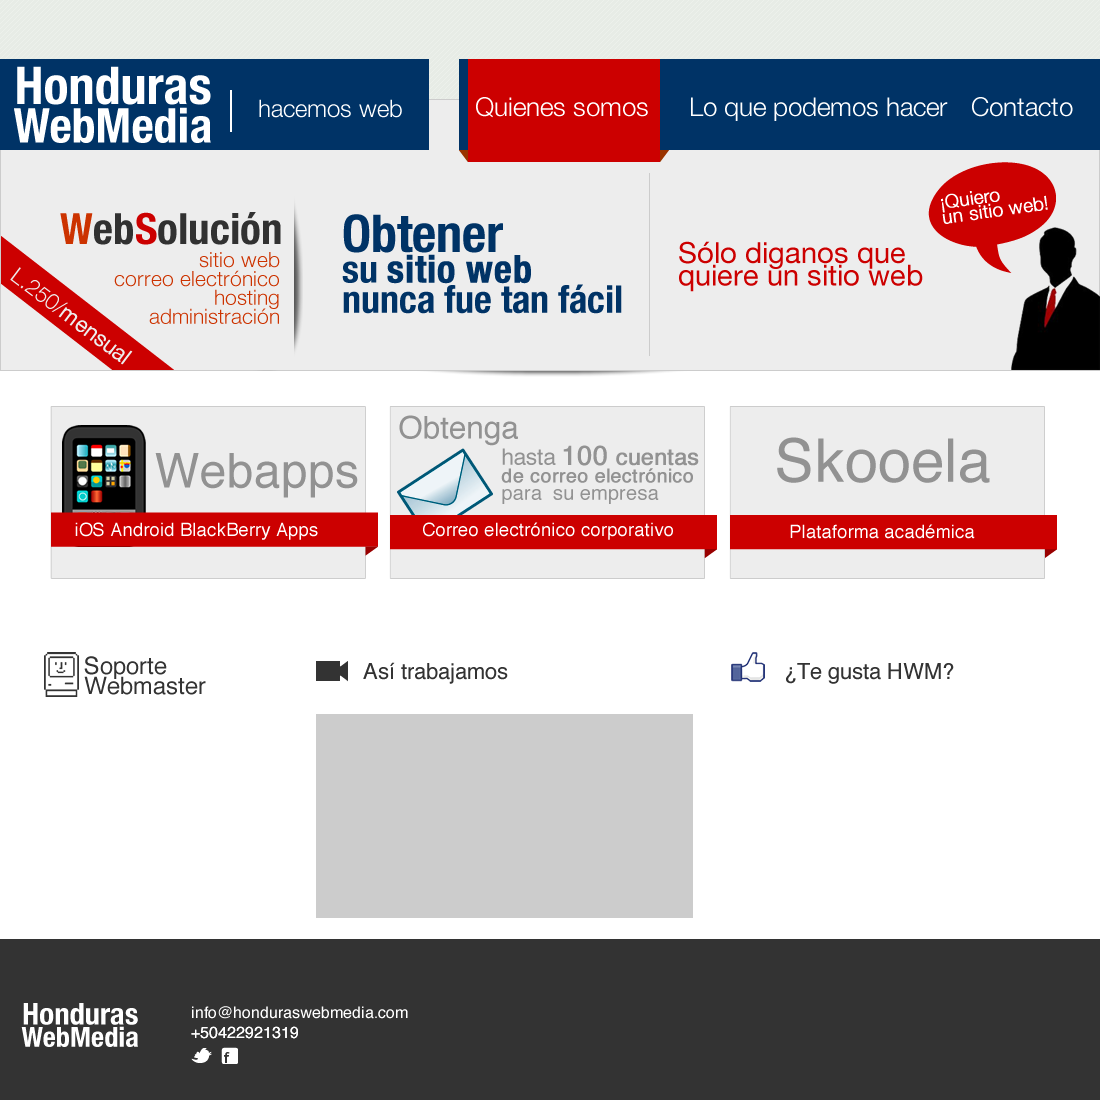 Honduras
WebMedia
hacemos web
Quienes somos
Lo que podemos hacer
Contacto
WebSolución
sitio web
correo electrónico
hosting
administración
L.250/mensual
Obtener
su sitio web
nunca fue tan fácil
Sólo diganos que
quiere un sitio web
¡Quiero
un sitio web!
Webapps
iOS Android BlackBerry Apps
Obtenga
hasta 100 cuentas
de correo electrónico
para su empresa
Correo electrónico corporativo
Skooela
Plataforma académica
Soporte
Webmaster
Así trabajamos
¿Te gusta HWM?
Honduras
WebMedia
info@honduraswebmedia.com
+50422921319